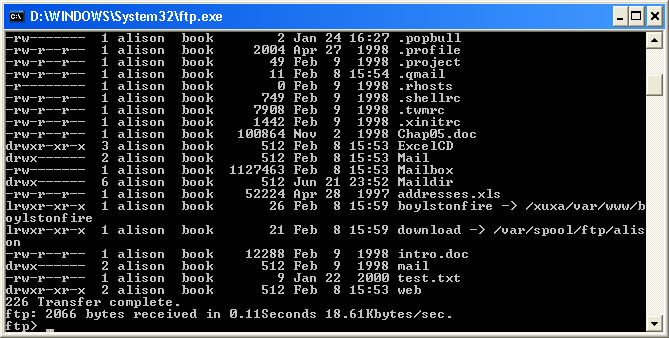 D:\WINDOWS\System32\ftp.exe
-rw------- 1 alison book 2 Jan 24 16:27 .popbull
-rw-r--r-- 1 alison book 2004 Apr 27 1998 .profile
-rw-r--r-- 1 alison book 49 Feb 9 1998 .project
-rw-r--r-- 1 alison book 11 Feb 8 15:54 .qmail
-r-------- 1 alison book 0 Feb 9 1998 .rhosts
-rw-r--r-- 1 alison book 749 Feb 9 1998 .shellrc
-rw-r--r-- 1 alison book 7908 Feb 9 1998 .twmrc
-rw-r--r-- 1 alison book 1442 Feb 9 1998 .xinitrc
-rw-r--r-- 1 alison book 100864 Nov 2 1998 Chap05.doc
drwxr-xr-x 3 alison book 512 Feb 8 15:53 ExcelCD
drwx------ 2 alison book 512 Feb 8 15:53 Mail
-rw------- 1 alison book 1127463 Feb 8 15:53 Mailbox
drwx------ 6 alison book 512 Jun 21 23:52 Maildir
-rw-r--r-- 1 alison book 52224 Apr 28 1997 addresses.xls
lrwxr-xr-x 1 alison book 26 Feb 8 15:59 boylstonfire -> /xuxa/var/www/b
oylstonfire
lrwxr-xr-x 1 alison book 21 Feb 8 15:59 download -> /var/spool/ftp/alis
on
-rw-r--r-- 1 alison book 12288 Feb 9 1998 intro.doc
drwx------ 2 alison book 512 Feb 9 1998 mail
-rw-r--r-- 1 alison book 9 Jan 22 2000 test.txt
drwxr-xr-x 2 alison book 512 Feb 8 15:53 web
226 Transfer complete.
ftp: 2066 bytes received in 0.11Seconds 18.61Kbytes/sec.
ftp> _